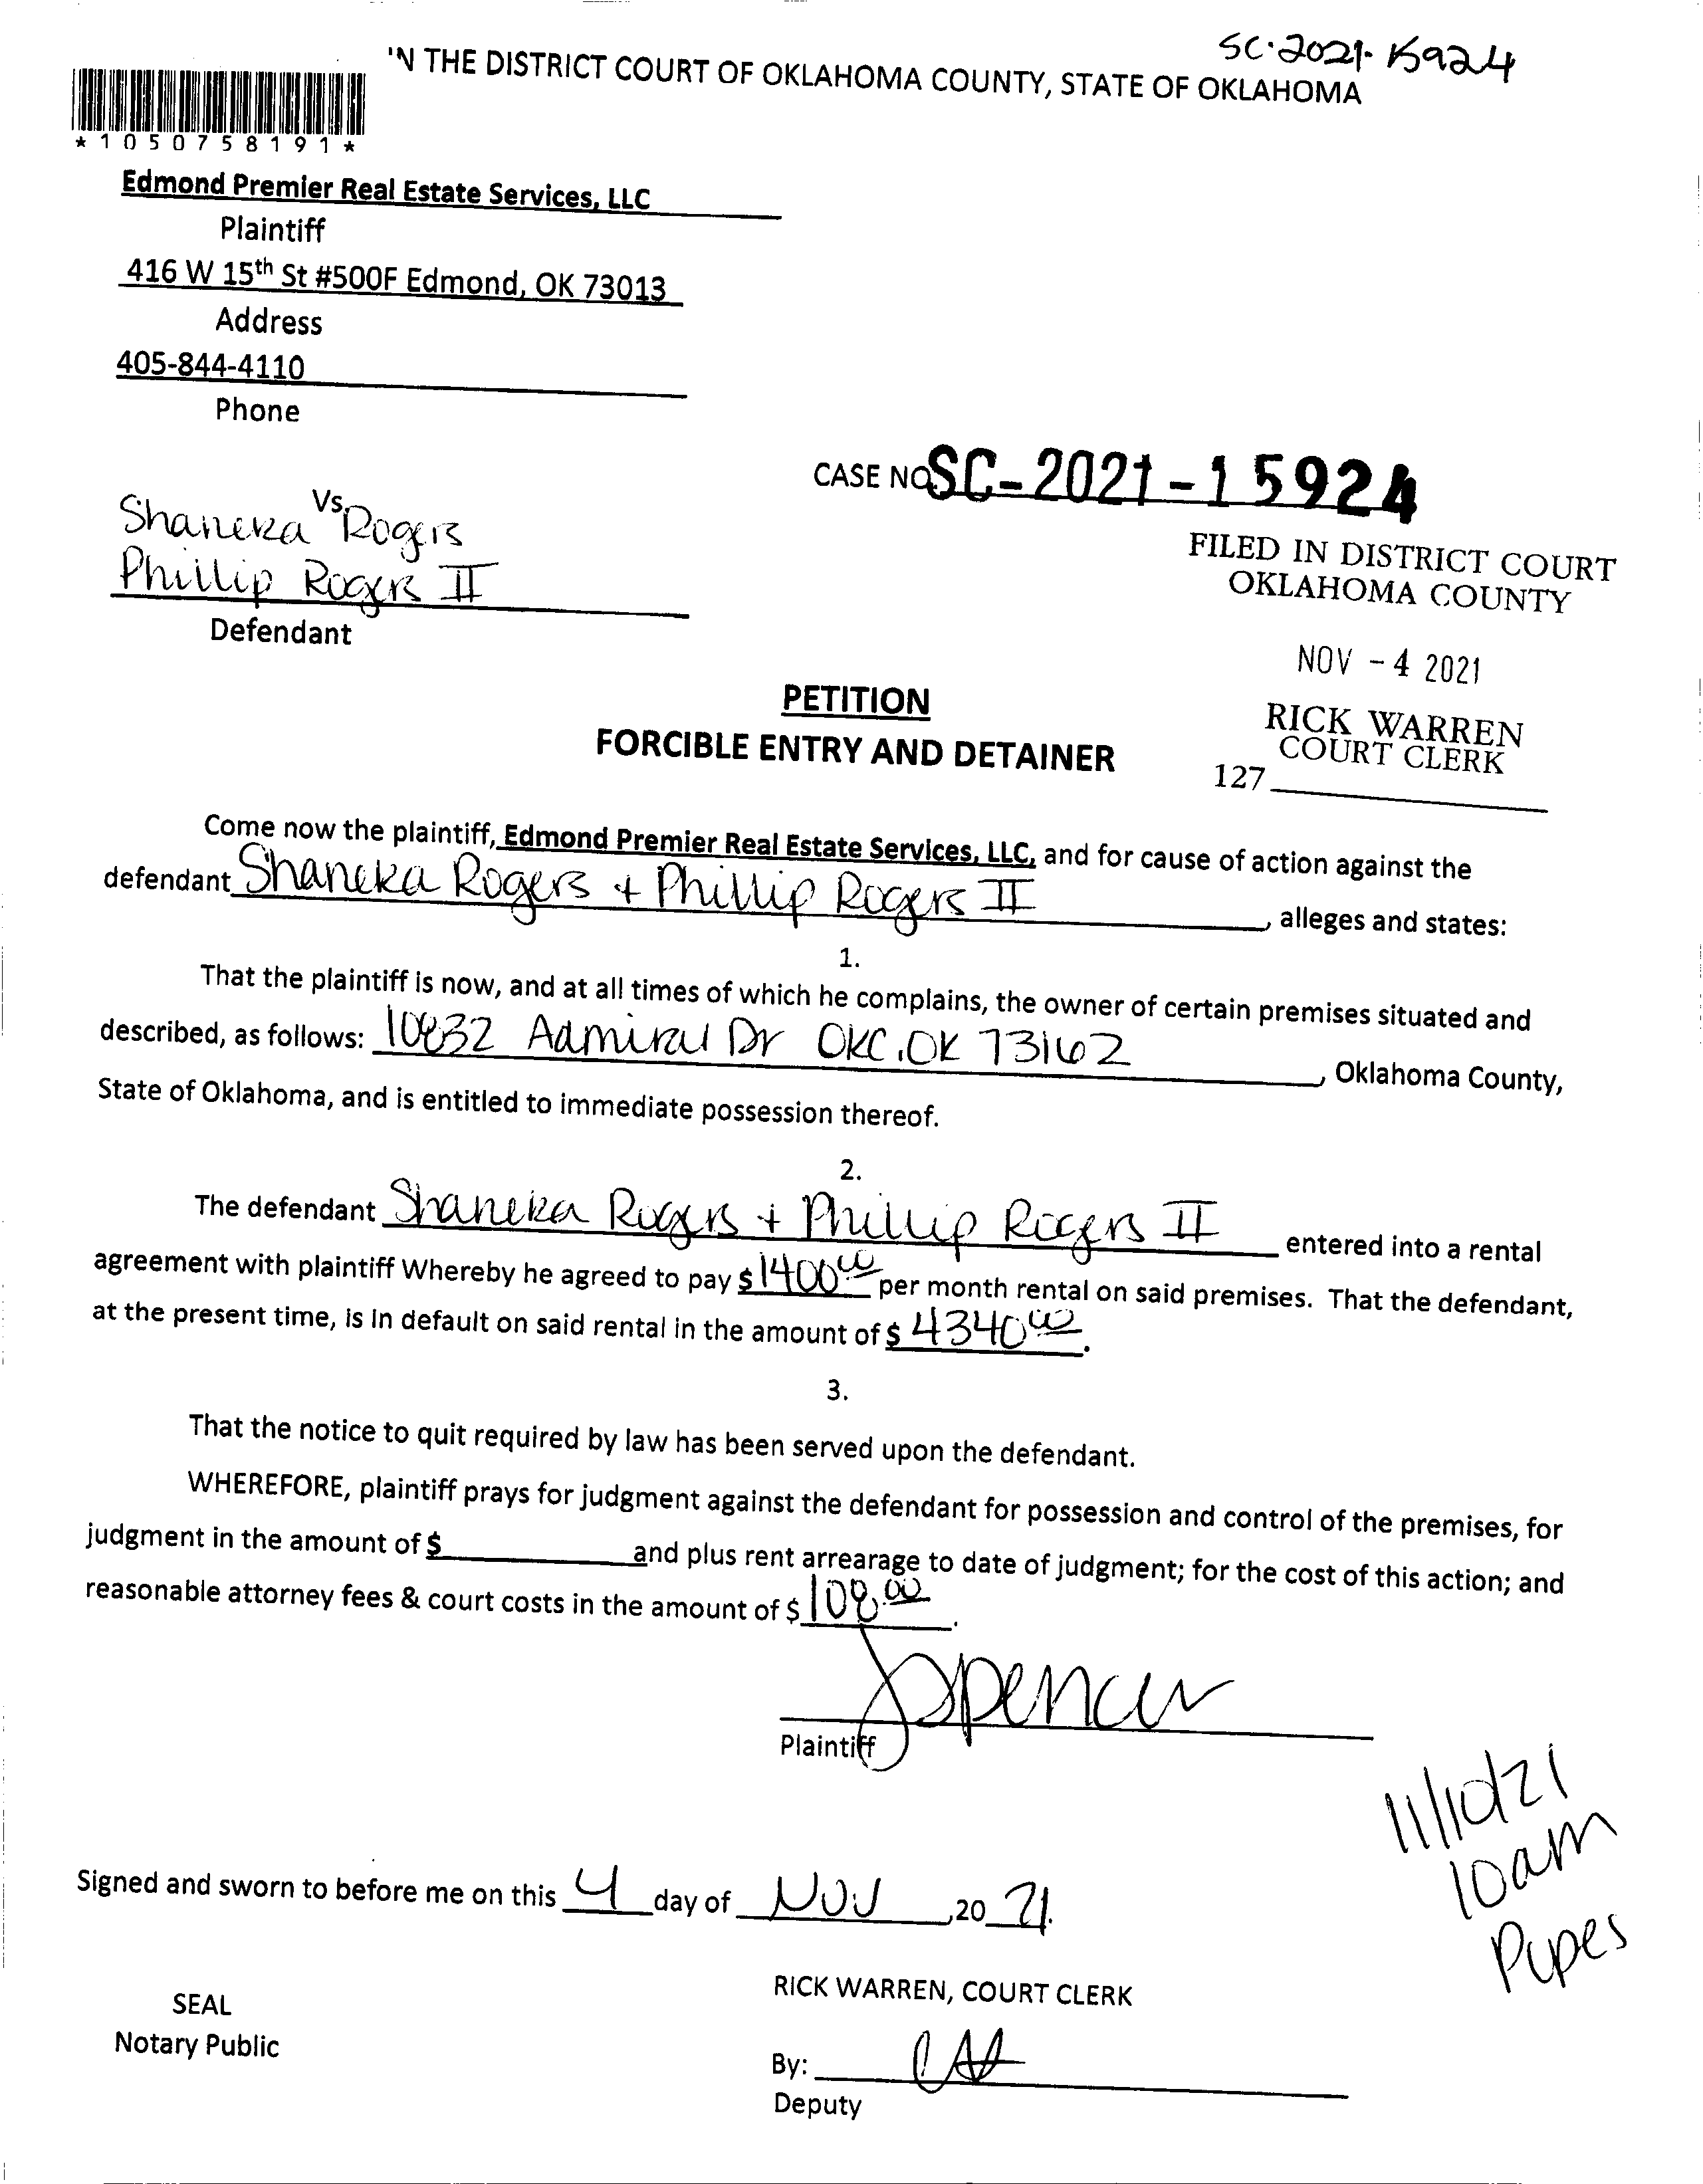 SC-2021-15924
'N THE DISTRICT COURT OF OKLAHOMA COUNTY, STATE OF OKLAHOMA
* 1 0 5 0 7 5 8 1 9 1 *
Edmond Premier Real Estate Services, LLC
Plaintiff
416 W 15th St #500F Edmond, OK 73013
Address
405-844-4110
Phone
CASE NO. SC-2021-15924
Vs.
Shaneka Rogers
Phillip Rogers II
Defendant
FILED IN DISTRICT COURT
OKLAHOMA COUNTY
NOV - 4 2021
RICK WARREN
COURT CLERK
127
PETITION
FORCIBLE ENTRY AND DETAINER
Come now the plaintiff, Edmond Premier Real Estate Services, LLC, and for cause of action against the
defendant Shaneka Rogers + Phillip Rogers II, alleges and states:
1.
That the plaintiff is now, and at all times of which he complains, the owner of certain premises situated and
described, as follows: 10832 Admiral Dr OKC, OK 73162, Oklahoma County,
State of Oklahoma, and is entitled to immediate possession thereof.
2.
The defendant Shaneka Rogers + Phillip Rogers II entered into a rental
agreement with plaintiff Whereby he agreed to pay $ 1400.00 per month rental on said premises. That the defendant,
at the present time, is in default on said rental in the amount of $ 4340.00.
3.
That the notice to quit required by law has been served upon the defendant.
WHEREFORE, plaintiff prays for judgment against the defendant for possession and control of the premises, for
judgment in the amount of $ and plus rent arrearage to date of judgment; for the cost of this action; and
reasonable attorney fees & court costs in the amount of $ 108.00.
Spencer
Plaintiff
11/10/21
10am
Pipes
Signed and sworn to before me on this 4 day of Nov, 20 21.
RICK WARREN, COURT CLERK
SEAL
Notary Public
By:
Deputy